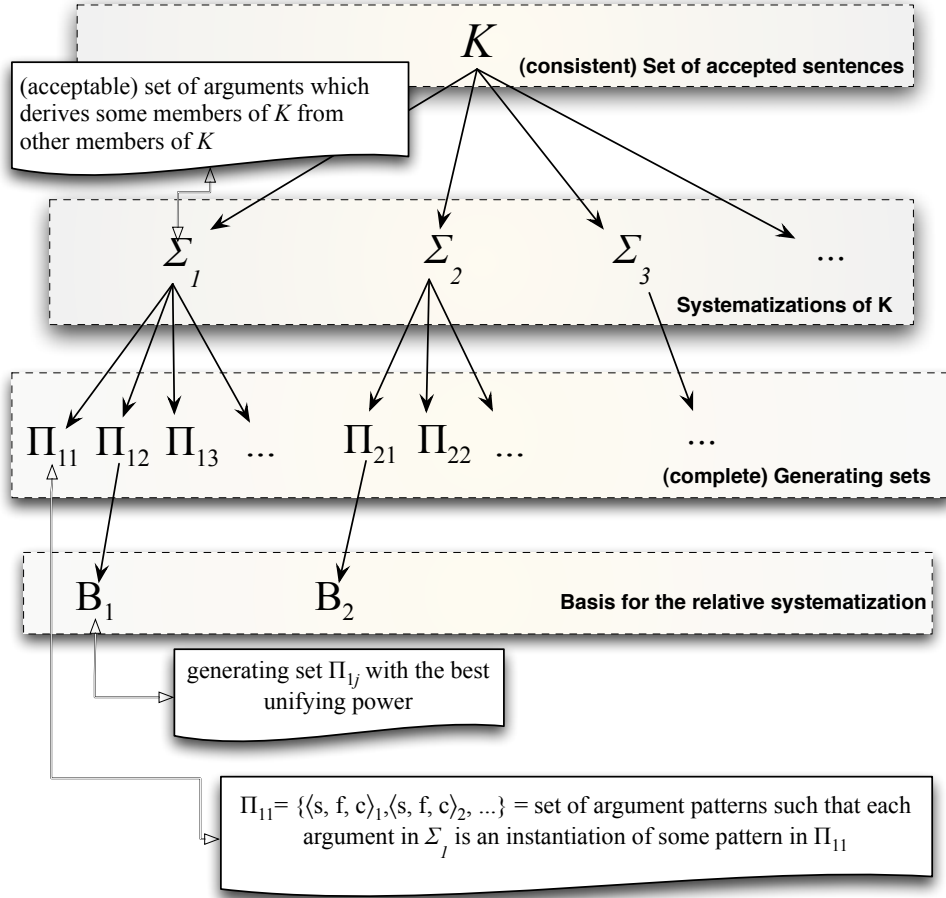 K
(consistent) Set of accepted sentences
(acceptable) set of arguments which
derives some members of K from
other members of K
Σ1 Σ2 Σ3 ...
Systematizations of K
Π11 Π12 Π13 ... Π21 Π22 ... ...
(complete) Generating sets
B1 B2 Basis for the relative systematization
generating set Π1j with the best
unifying power
Π11= {⟨s, f, c⟩1,⟨s, f, c⟩2, ...} = set of argument patterns such that each
argument in Σ1 is an instantiation of some pattern in Π11